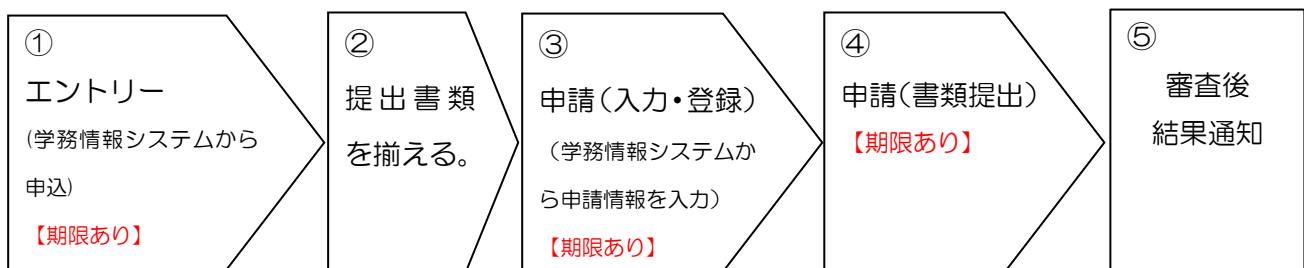 ①
エントリー
(学務情報システムから
申込)
【期限あり】
②
提出書類
を揃える。
③
申請(入力・登録)
（学務情報システムか
ら申請情報を入力）
【期限あり】
④
申請(書類提出)
【期限あり】
⑤
審査後
結果通知